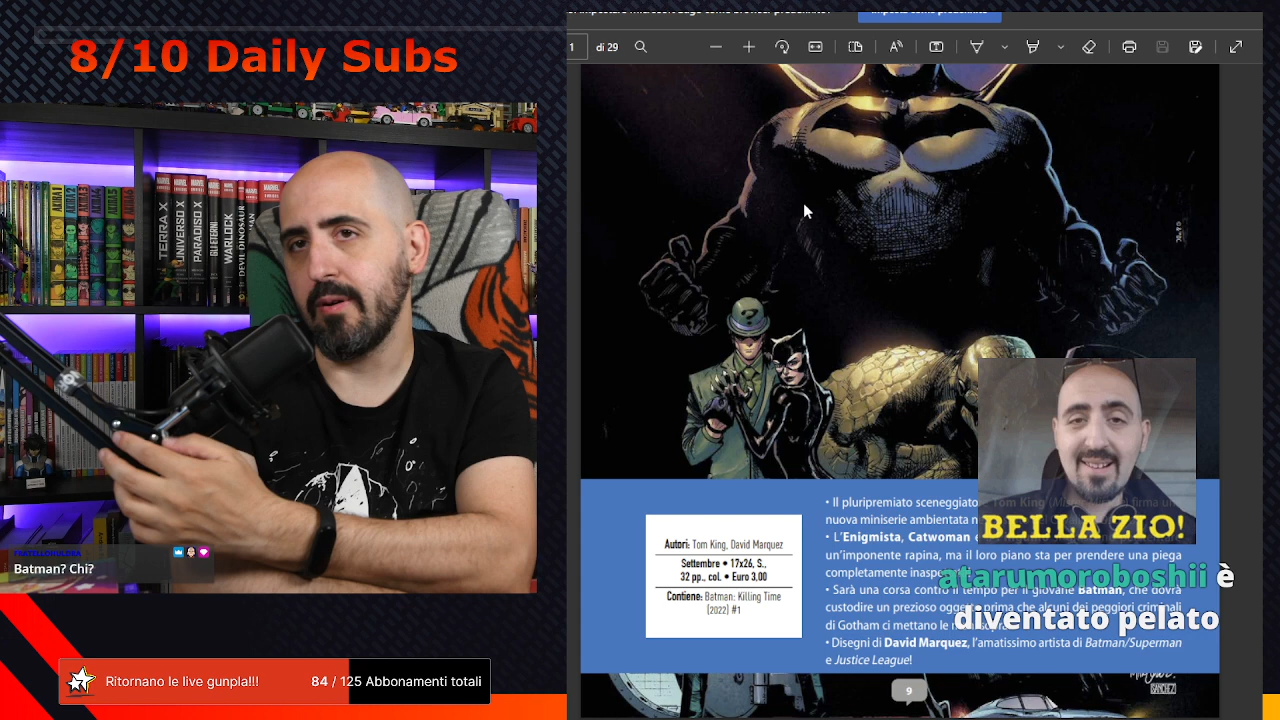 8/10 Daily Subs
di 29
1
TERRA X
UNIVERSO X
PARADISO X
GLI ETERNI
WARLOCK
DEVIL DINOSAUR
Batman? Chi?
Ritornano le live gunpla!!!
84 / 125 Abbonamenti totali
?
Autori: Tom King, David Marquez
Settembre • 17x26, S.,
32 pp., col. • Euro 3,00
Contiene: Batman: Killing Time
(2022) #1
• Il pluripremiato sceneggiato
nuova miniserie ambientata n
• L'Enigmista, Catwoman e
un'imponente rapina, ma il loro piano sta per prendere una piega
completamente inasp
• Sarà una corsa contro il tempo per il giovane Batman, che dovrà
custodire un prezioso oggetto prima che alcuni dei peggiori criminali
di Gotham ci mettano le
• Disegni di David Marquez, l'amatissimo artista di Batman/Superman
e Justice League!
BELLA ZIO!
atarumoroboshii è
diventato pelato
SANCHEZ
9